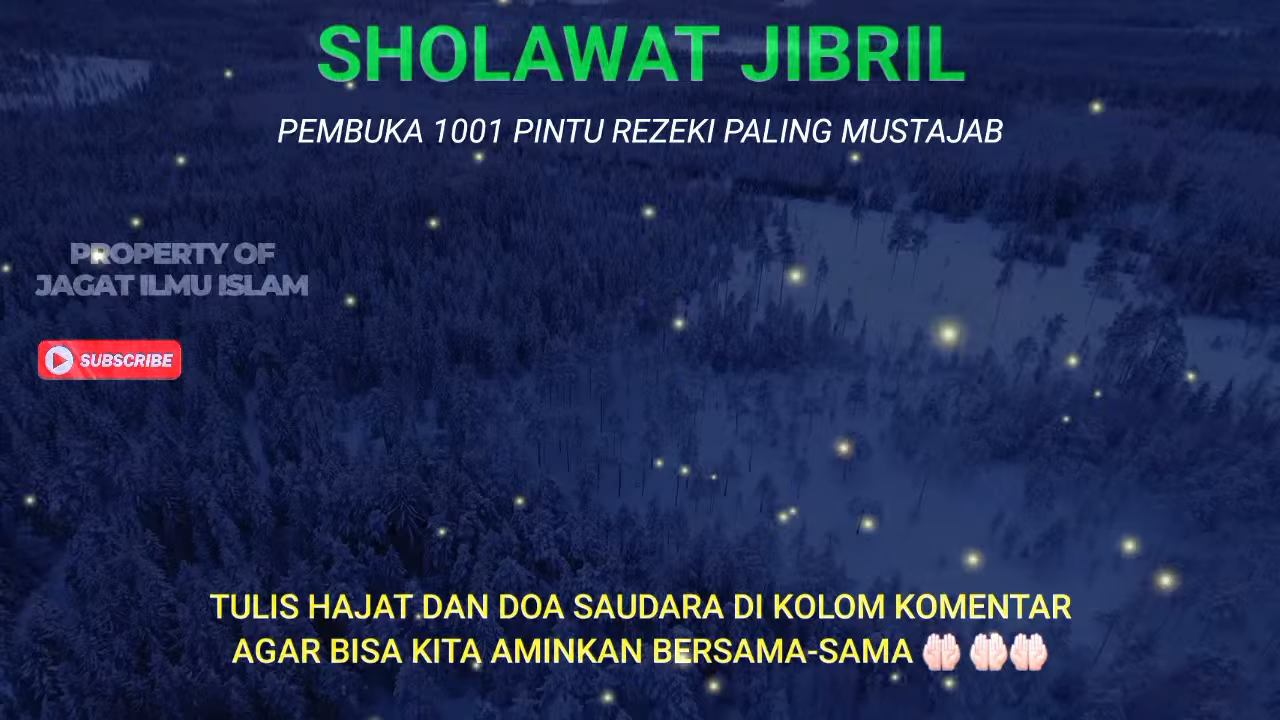 SHOLAWAT JIBRIL
PEMBUKA 1001 PINTU REZEKI PALING MUSTAJAB
PROPERTY OF
JAGAT ILMU ISLAM
SUBSCRIBE
TULIS HAJAT DAN DOA SAUDARA DI KOLOM KOMENTAR
AGAR BISA KITA AMINKAN BERSAMA-SAMA 🤲🏻🤲🏻🤲🏻